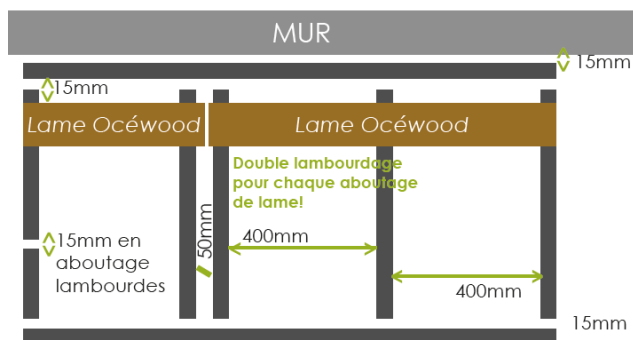 MUR
15mm
15mm
Lame Océwood
Lame Océwood
Double lambourdage
pour chaque aboutage
de lame!
50mm
400mm
15mm en
aboutage
lambourdes
400mm
15mm